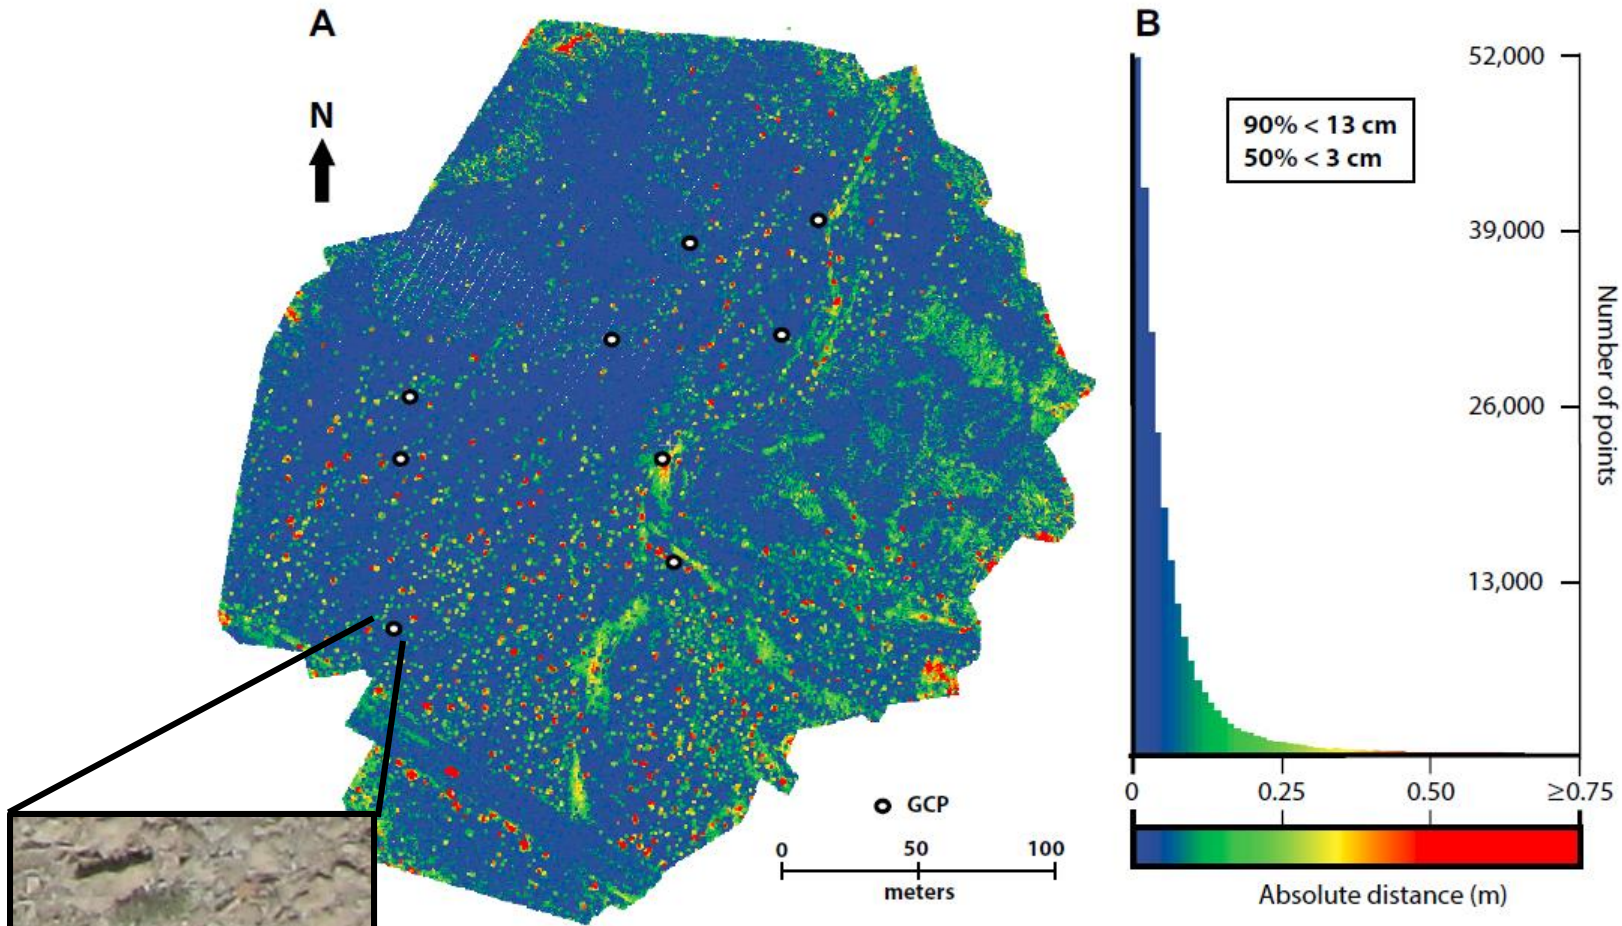 A
N
GCP
0 50 100
meters
B
90% < 13 cm
50% < 3 cm
52,000
39,000
26,000
13,000
Number of points
0 0.25 0.50 ≥0.75
Absolute distance (m)